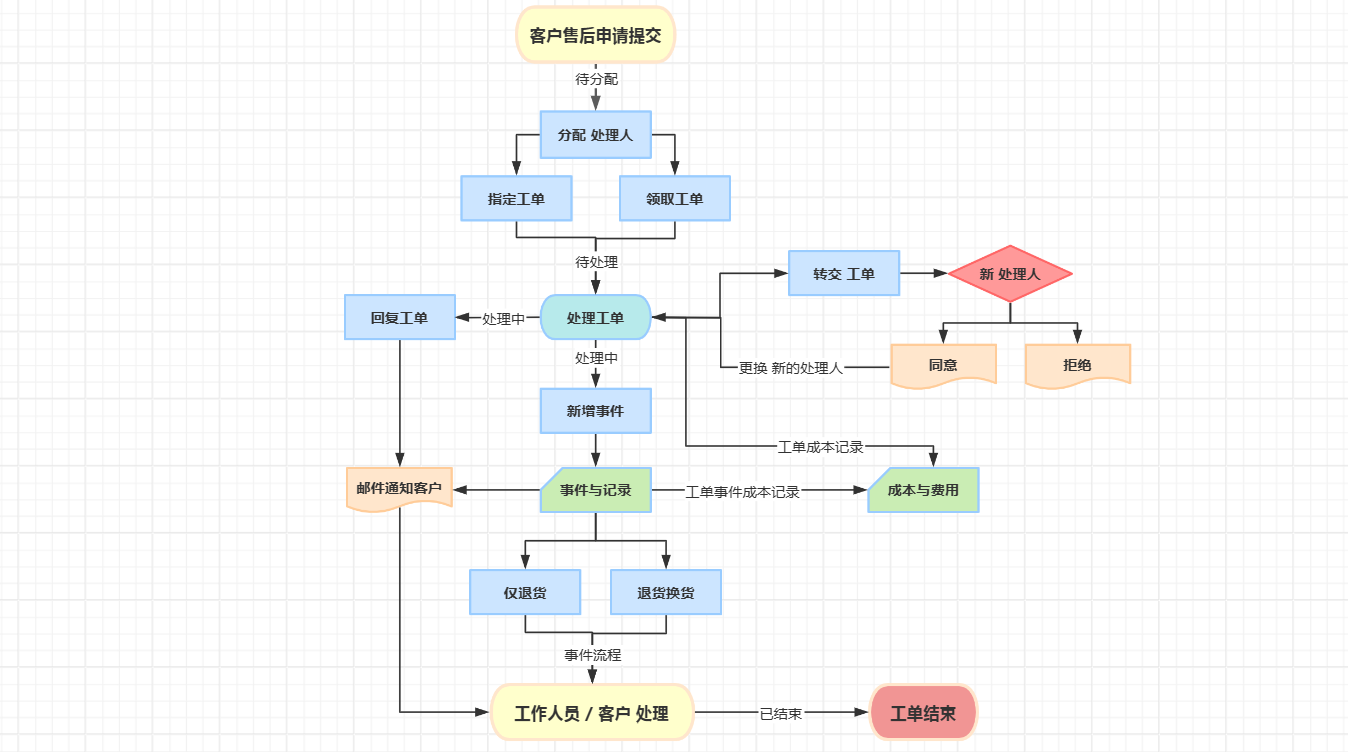 客户售后申请提交
待分配
分配 处理人
指定工单
领取工单
待处理
转交 工单
新 处理人
回复工单
处理中
处理工单
处理中
更换 新的处理人
同意
拒绝
新增事件
工单成本记录
邮件通知客户
事件与记录
工单事件成本记录
成本与费用
仅退货
退货换货
事件流程
工作人员 / 客户 处理
已结束
工单结束